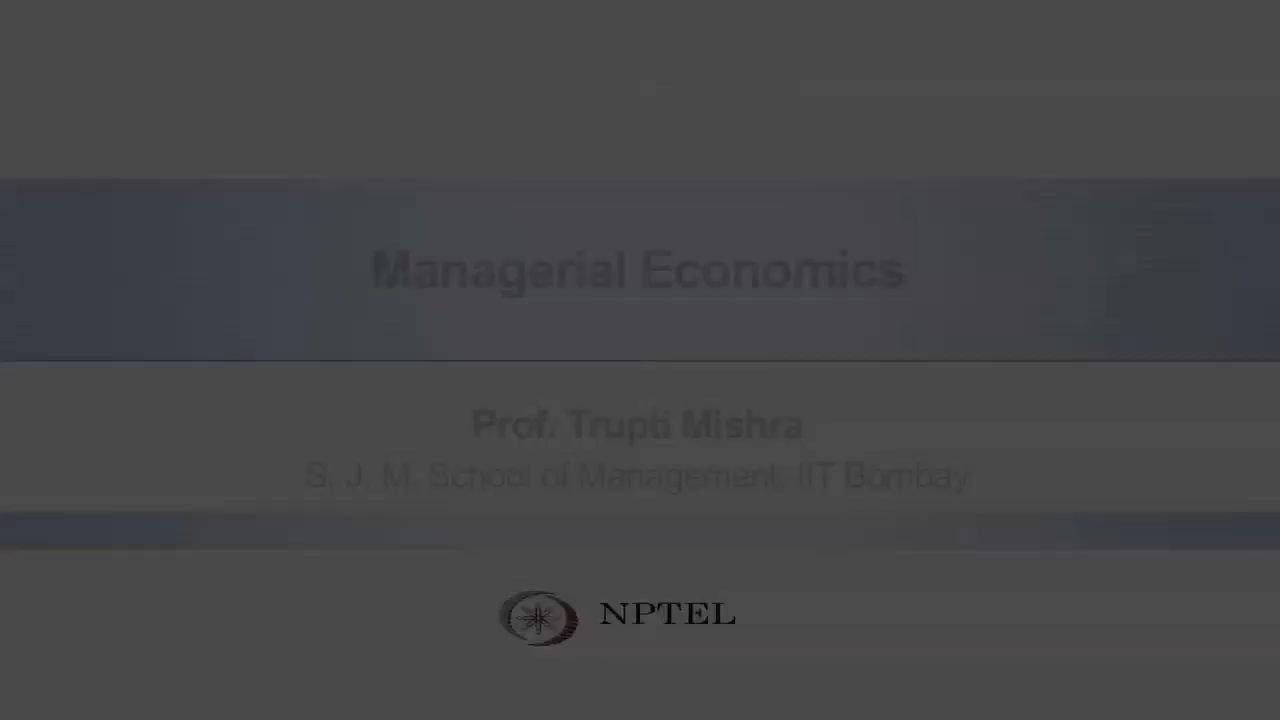 Managerial Economics
Prof. Trupti Mishra
S. J. M. School of Management, IIT Bombay
NPTEL